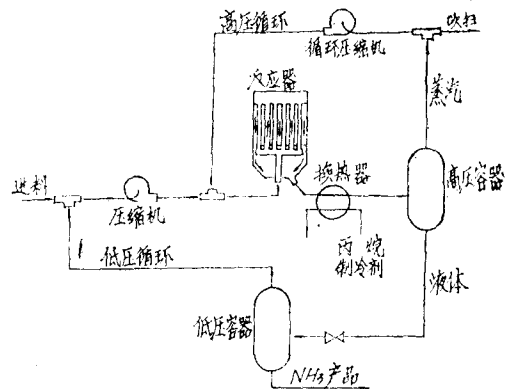 高压循环
循环压缩机
吹扫
反应器
蒸汽
换热器
高压容器
进料
压缩机
丙烷
制冷剂
低压循环
液体
低压容器
NH3产品